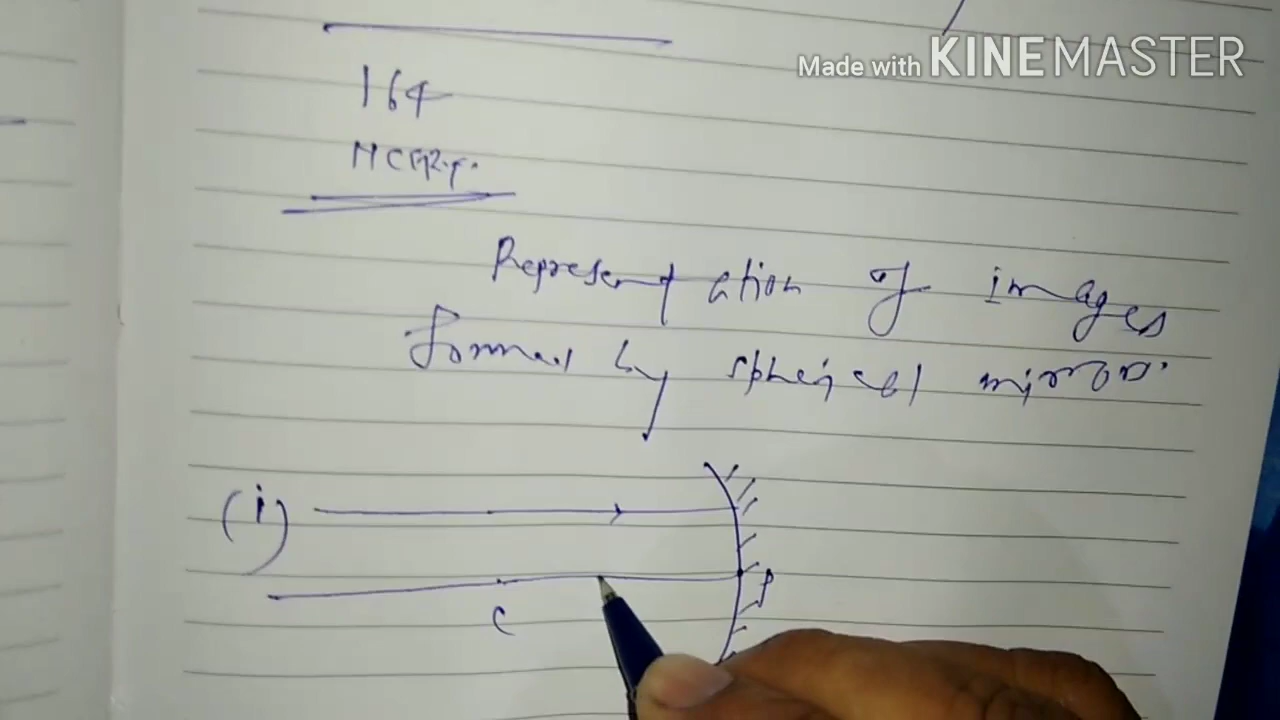 Made with KINEMASTER
164
NCERT.
Representation of images
formed by spherical mirror.
(i)
P
C